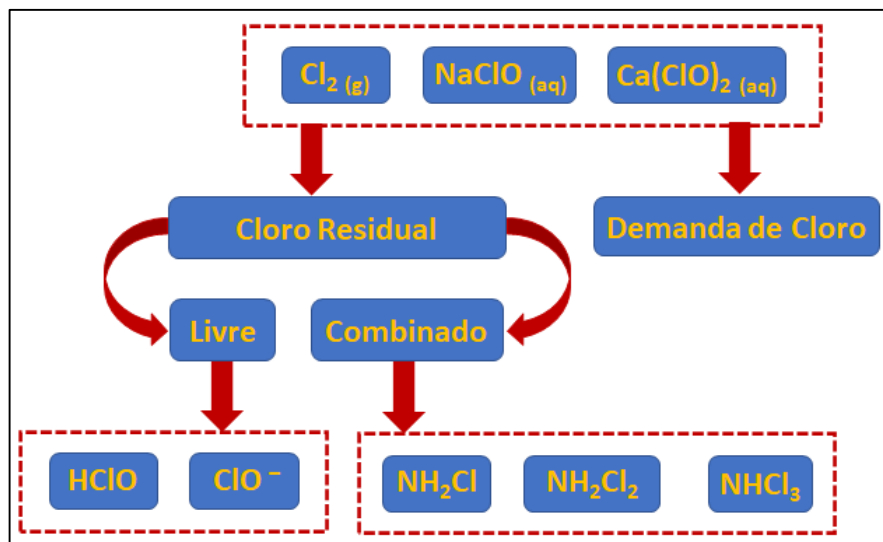 Cl₂ (g) NaClO (aq) Ca(ClO)₂ (aq)
Cloro Residual Demanda de Cloro
Livre Combinado
HClO ClO⁻ NH₂Cl NH₂Cl₂ NHCl₃